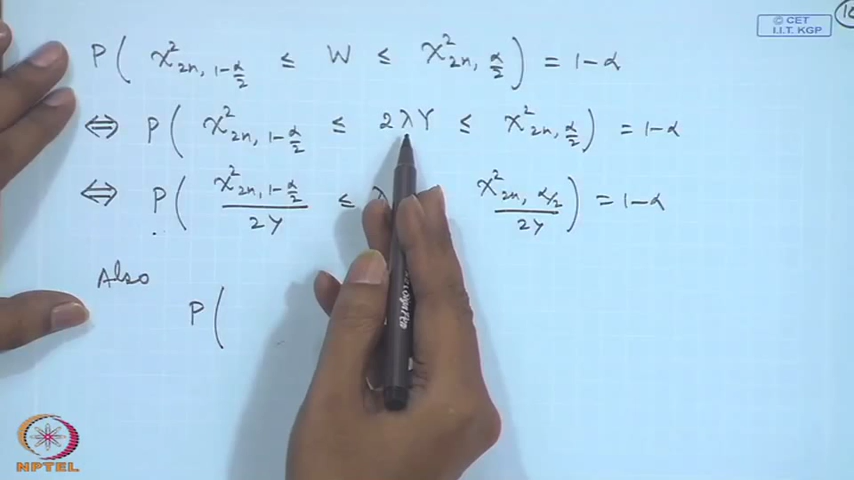 © CET
I.I.T. KGP
P( χ²_{2n, 1-α/2} ≤ W ≤ χ²_{2n, α/2} ) = 1-α
⇔ P( χ²_{2n, 1-α/2} ≤ 2λY ≤ χ²_{2n, α/2} ) = 1-α
⇔ P( χ²_{2n, 1-α/2} / 2Y ≤ χ²_{2n, α/2} / 2Y ) = 1-α
Also
P(
NPTEL